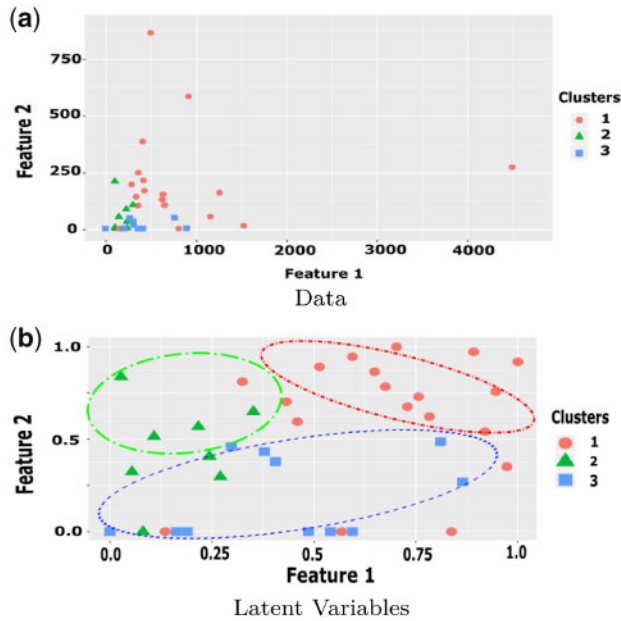 (a)
750
500
250
0
Feature 2
0 1000 2000 3000 4000
Feature 1
Clusters
1
2
3
Data
(b)
1.0
0.5
0.0
Feature 2
0.0 0.25 0.5 0.75 1.0
Feature 1
Clusters
1
2
3
Latent Variables